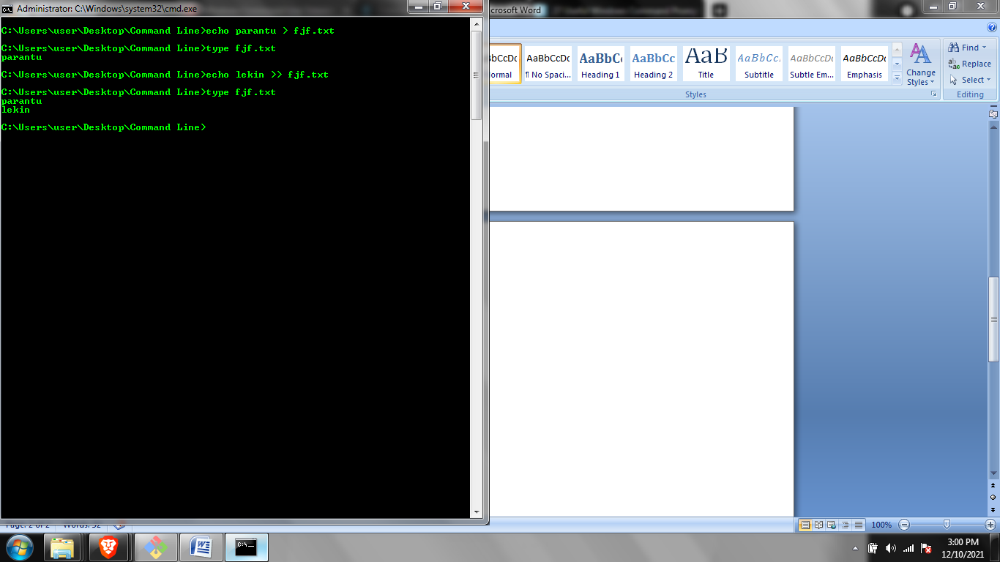 Administrator: C:\Windows\system32\cmd.exe
C:\Users\user\Desktop\Command Line>echo parantu > fjf.txt
C:\Users\user\Desktop\Command Line>type fjf.txt
parantu
C:\Users\user\Desktop\Command Line>echo lekin >> fjf.txt
C:\Users\user\Desktop\Command Line>type fjf.txt
parantu
lekin
C:\Users\user\Desktop\Command Line>
crosoft Word
bCcDc AaBbCcDc AaBbC AaBbCc AaB AaBbCc. AaBbCcDc AaBbCcDc
ormal ¶ No Spaci... Heading 1 Heading 2 Title Subtitle Subtle Em... Emphasis
Change Styles
Styles
Find
Replace
Select
Editing
Page: 2 of 2 Words: 32
100%
C:\
3:00 PM
12/10/2021